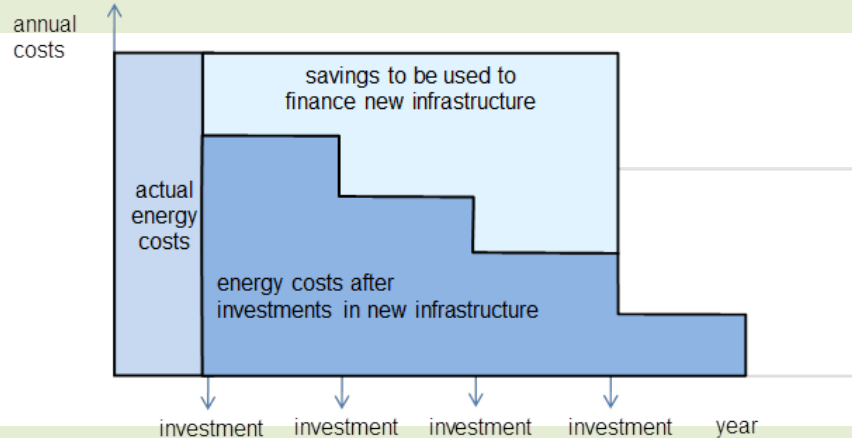 annual
costs
savings to be used to
finance new infrastructure
actual
energy
costs
energy costs after
investments in new infrastructure
investment investment investment investment year